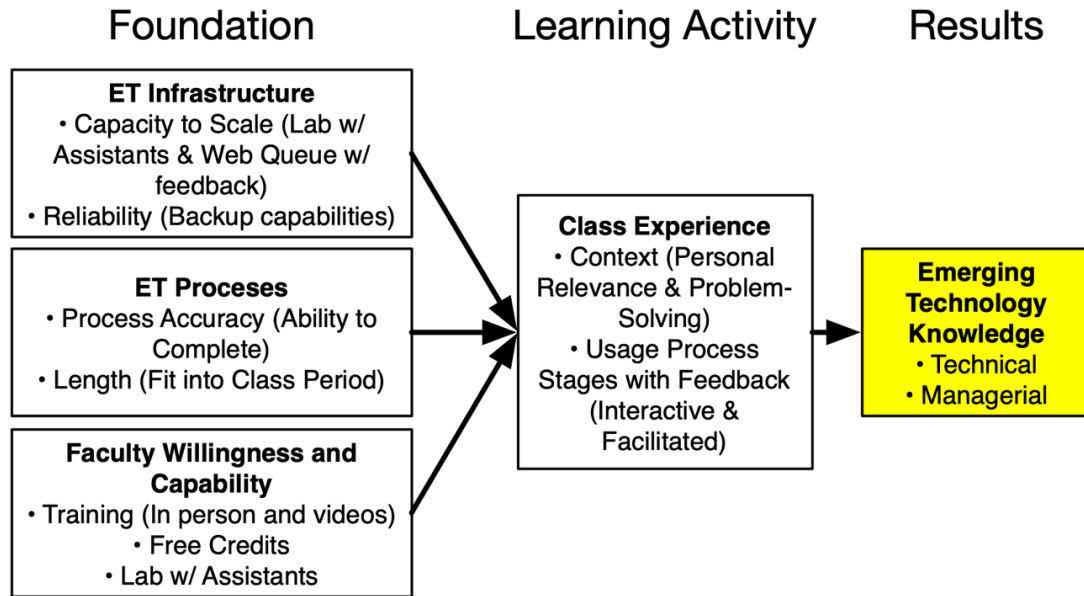 Foundation
Learning Activity
Results
ET Infrastructure
• Capacity to Scale (Lab w/
Assistants & Web Queue w/
feedback)
• Reliability (Backup capabilities)
ET Proceses
• Process Accuracy (Ability to
Complete)
• Length (Fit into Class Period)
Faculty Willingness and
Capability
• Training (In person and videos)
• Free Credits
• Lab w/ Assistants
Class Experience
• Context (Personal
Relevance & Problem-
Solving)
• Usage Process
Stages with Feedback
(Interactive &
Facilitated)
Emerging
Technology
Knowledge
• Technical
• Managerial